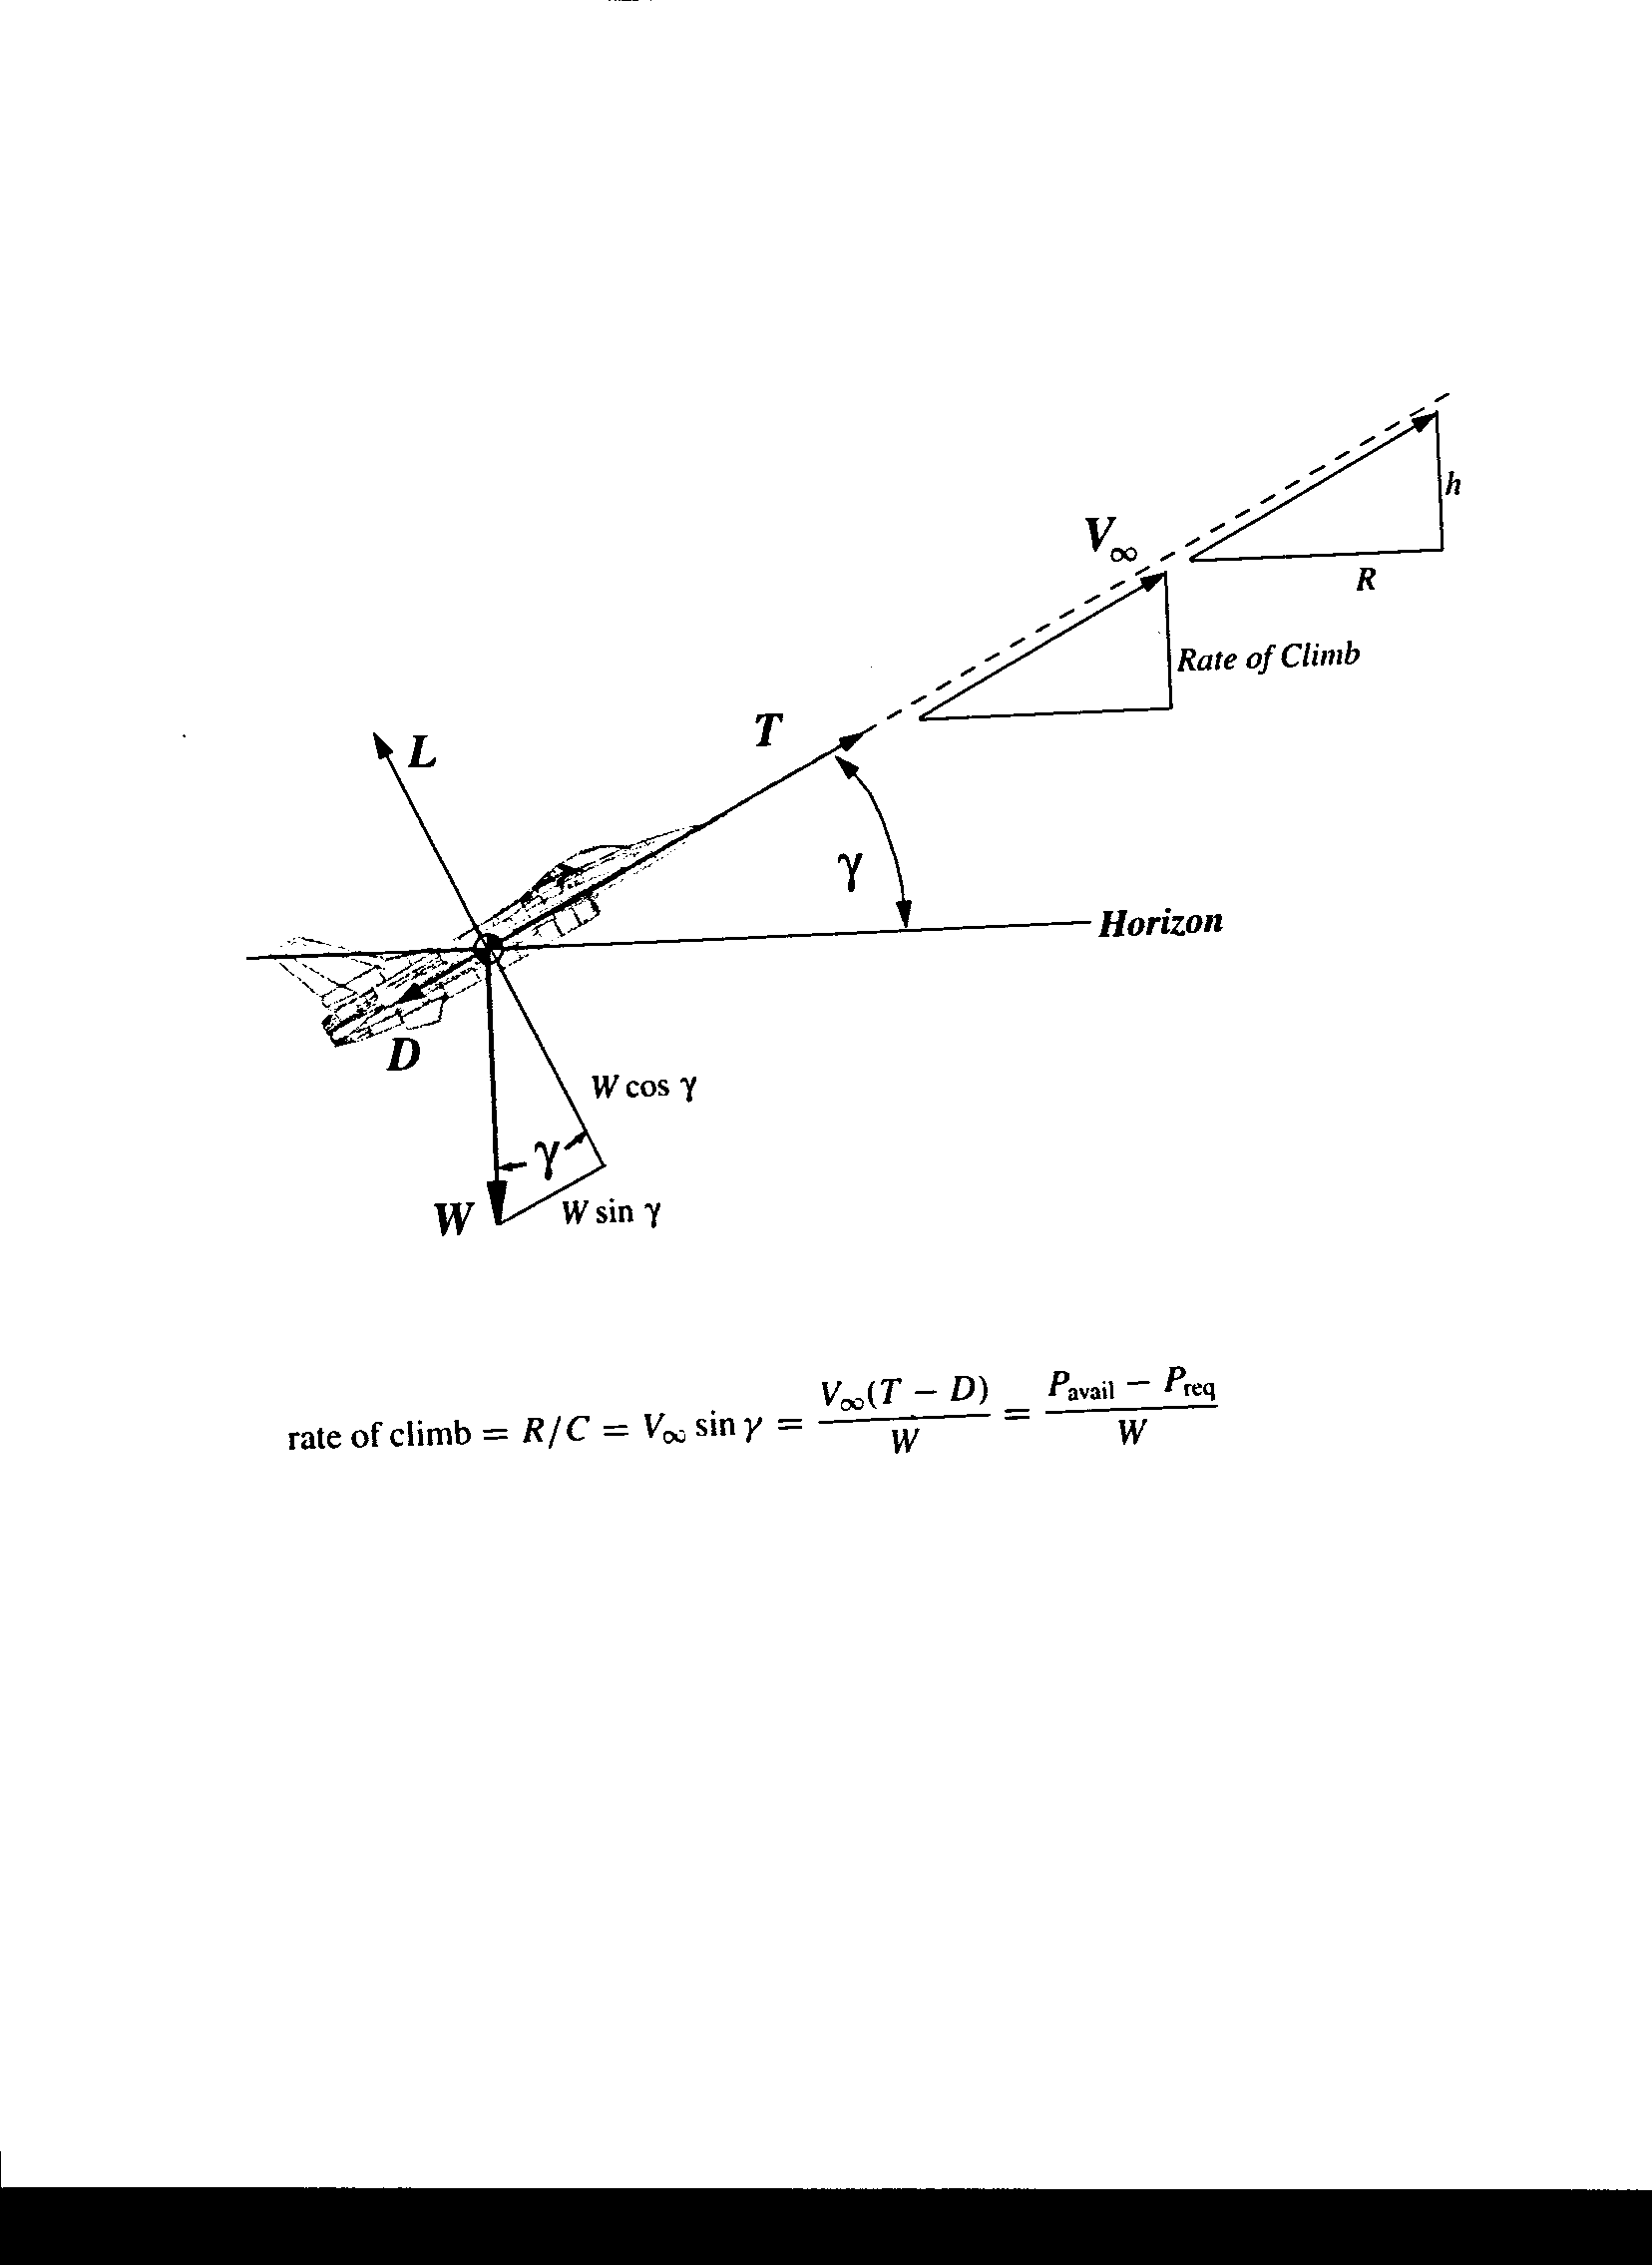 h
V∞
R
Rate of Climb
T
L
γ
Horizon
D
W cos γ
γ
W
W sin γ
rate of climb = R/C = V∞ sin γ = V∞(T − D)/W = (Pavail − Preq)/W